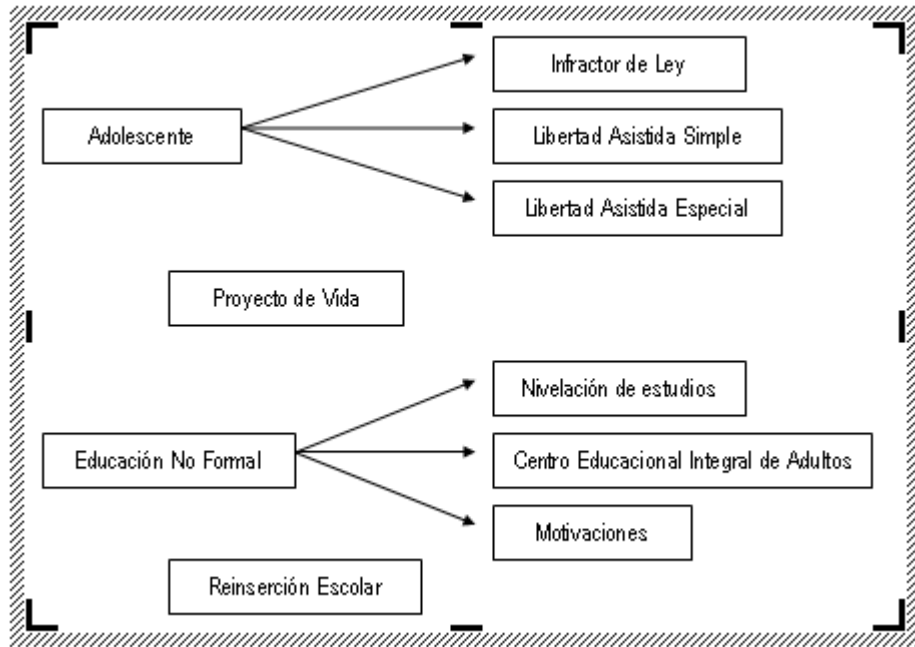 Infractor de Ley
Adolescente
Libertad Asistida Simple
Libertad Asistida Especial
Proyecto de Vida
Nivelación de estudios
Educación No Formal
Centro Educacional Integral de Adultos
Motivaciones
Reinserción Escolar